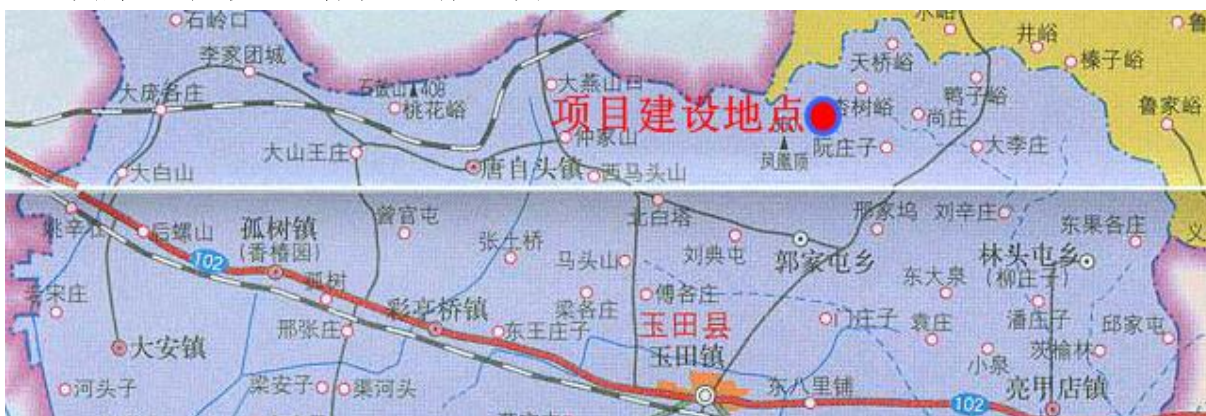 石岭口
李家团城
大庞各庄
408
桃花峪
大燕山口
天桥峪
井峪
榛子峪
鸭子峪
鲁家峪
项目建设地点
杏树峪
尚庄
大山王庄
仲家山
阮庄子
大李庄
凤凰顶
大白山
唐自头镇
西马头山
姚辛庄
后螺山
孤树镇
(香椿园)
曾官屯
北白塔
邢家坞
刘辛庄
东果各庄
义
102
孤树
张士桥
马头山
刘典屯
郭家屯乡
林头屯乡
(柳庄子)
东大泉
彩亭桥镇
梁各庄
傅各庄
玉田县
玉田镇
门庄子
袁庄
潘庄子
邱家屯
大安镇
邢张庄
东王庄子
小泉
茨榆林
河头子
梁安子
渠河头
东八里铺
102
亮甲店镇